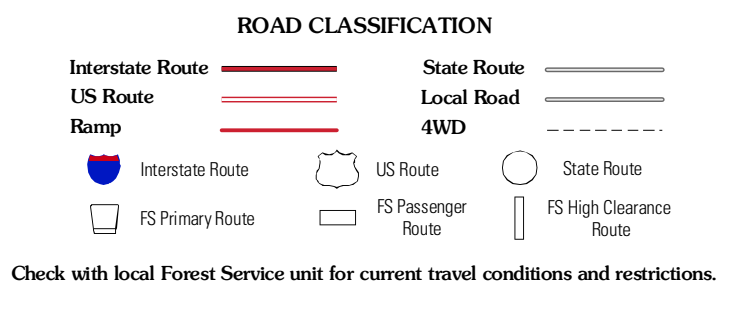 ROAD CLASSIFICATION
Interstate Route
State Route
US Route
Local Road
Ramp
4WD
Interstate Route
US Route
State Route
FS Primary Route
FS Passenger
Route
FS High Clearance
Route
Check with local Forest Service unit for current travel conditions and restrictions.